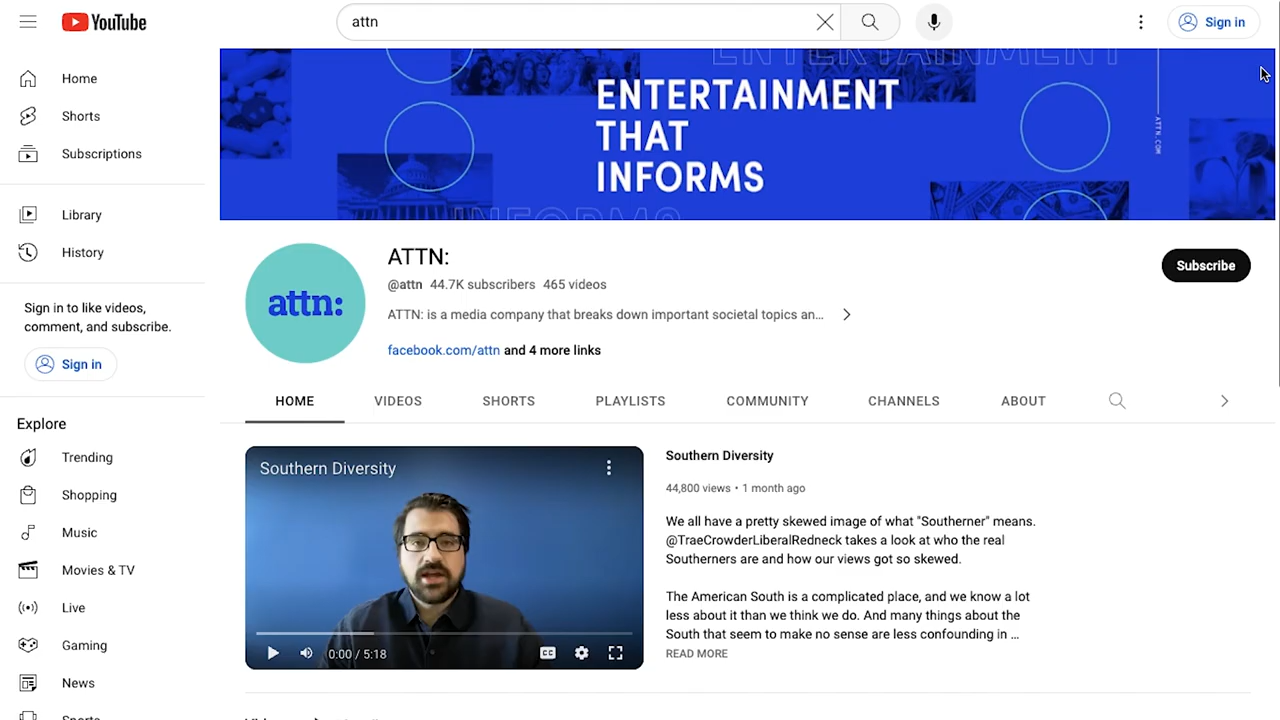 YouTube
attn
Sign in
Home
Shorts
Subscriptions
Library
History
Sign in to like videos,
comment, and subscribe.
Sign in
Explore
Trending
Shopping
Music
Movies & TV
Live
Gaming
News
Sports
ENTERTAINMENT
ENTERTAINMENT
THAT
INFORMS
INFORMS
ATTN.COM
attn:
ATTN:
@attn 44.7K subscribers 465 videos
ATTN: is a media company that breaks down important societal topics an...
facebook.com/attn and 4 more links
Subscribe
HOME VIDEOS SHORTS PLAYLISTS COMMUNITY CHANNELS ABOUT
Southern Diversity
0:00 / 5:18
CC
Southern Diversity
44,800 views • 1 month ago
We all have a pretty skewed image of what "Southerner" means.
@TraeCrowderLiberalRedneck takes a look at who the real
Southerners are and how our views got so skewed.
The American South is a complicated place, and we know a lot
less about it than we think we do. And many things about the
South that seem to make no sense are less confounding in ...
READ MORE